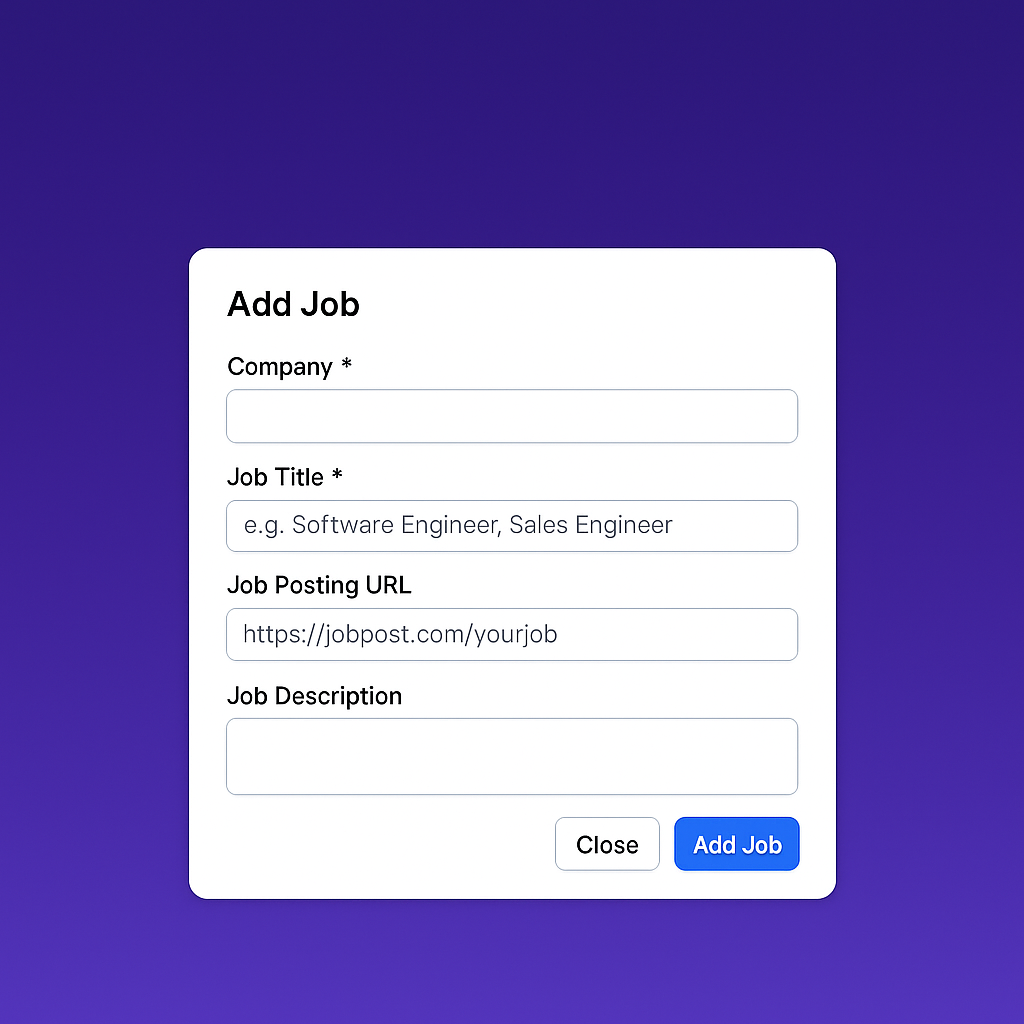 Add Job
Company *
Job Title *
e.g. Software Engineer, Sales Engineer
Job Posting URL
https://jobpost.com/yourjob
Job Description
Close
Add Job